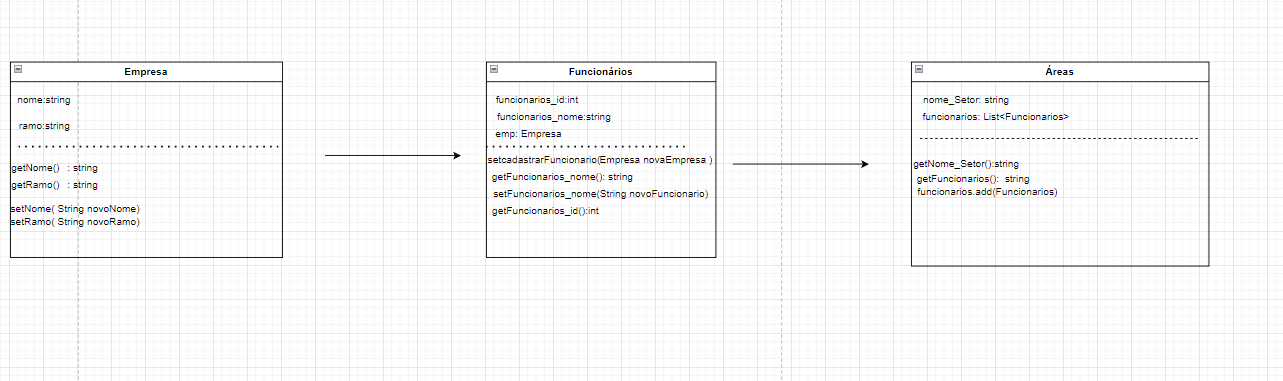 Empresa
nome:string
ramo:string
getNome() : string
getRamo() : string
setNome( String novoNome)
setRamo( String novoRamo)
Funcionários
funcionarios_id:int
funcionarios_nome:string
emp: Empresa
setcadastrarFuncionario(Empresa novaEmpresa )
getFuncionarios_nome(): string
setFuncionarios_nome(String novoFuncionario)
getFuncionarios_id():int
Áreas
nome_Setor: string
funcionarios: List<Funcionarios>
getNome_Setor():string
getFuncionarios(): string
funcionarios.add(Funcionarios)